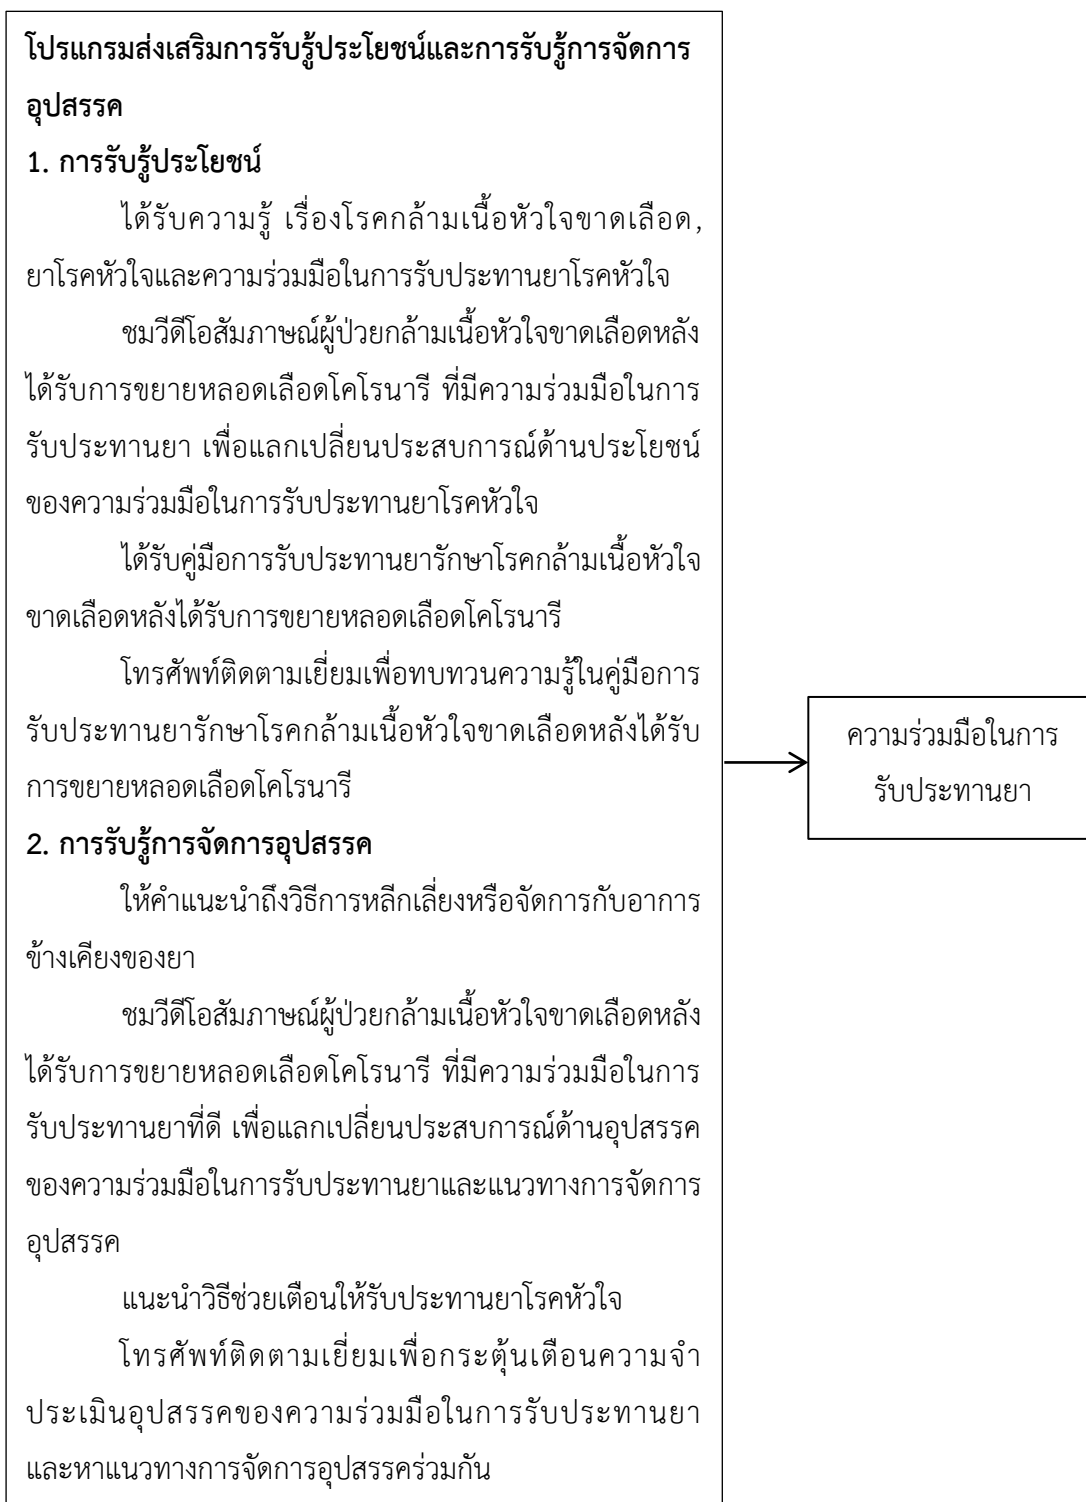 โปรแกรมส่งเสริมการรับรู้ประโยชน์และการรับรู้การจัดการ
อุปสรรค
1. การรับรู้ประโยชน์
ได้รับความรู้ เรื่องโรคกล้ามเนื้อหัวใจขาดเลือด,
ยาโรคหัวใจและความร่วมมือในการรับประทานยาโรคหัวใจ
ชมวีดีโอสัมภาษณ์ผู้ป่วยกล้ามเนื้อหัวใจขาดเลือดหลัง
ได้รับการขยายหลอดเลือดโคโรนารี ที่มีความร่วมมือในการ
รับประทานยา เพื่อแลกเปลี่ยนประสบการณ์ด้านประโยชน์
ของความร่วมมือในการรับประทานยาโรคหัวใจ
ได้รับคู่มือการรับประทานยารักษาโรคกล้ามเนื้อหัวใจ
ขาดเลือดหลังได้รับการขยายหลอดเลือดโคโรนารี
โทรศัพท์ติดตามเยี่ยมเพื่อทบทวนความรู้ในคู่มือการ
รับประทานยารักษาโรคกล้ามเนื้อหัวใจขาดเลือดหลังได้รับ
การขยายหลอดเลือดโคโรนารี
2. การรับรู้การจัดการอุปสรรค
ให้คำแนะนำถึงวิธีการหลีกเลี่ยงหรือจัดการกับอาการ
ข้างเคียงของยา
ชมวีดีโอสัมภาษณ์ผู้ป่วยกล้ามเนื้อหัวใจขาดเลือดหลัง
ได้รับการขยายหลอดเลือดโคโรนารี ที่มีความร่วมมือในการ
รับประทานยาที่ดี เพื่อแลกเปลี่ยนประสบการณ์ด้านอุปสรรค
ของความร่วมมือในการรับประทานยาและแนวทางการจัดการ
อุปสรรค
แนะนำวิธีช่วยเตือนให้รับประทานยาโรคหัวใจ
โทรศัพท์ติดตามเยี่ยมเพื่อกระตุ้นเตือนความจำ
ประเมินอุปสรรคของความร่วมมือในการรับประทานยา
และหาแนวทางการจัดการอุปสรรคร่วมกัน
ความร่วมมือในการ
รับประทานยา